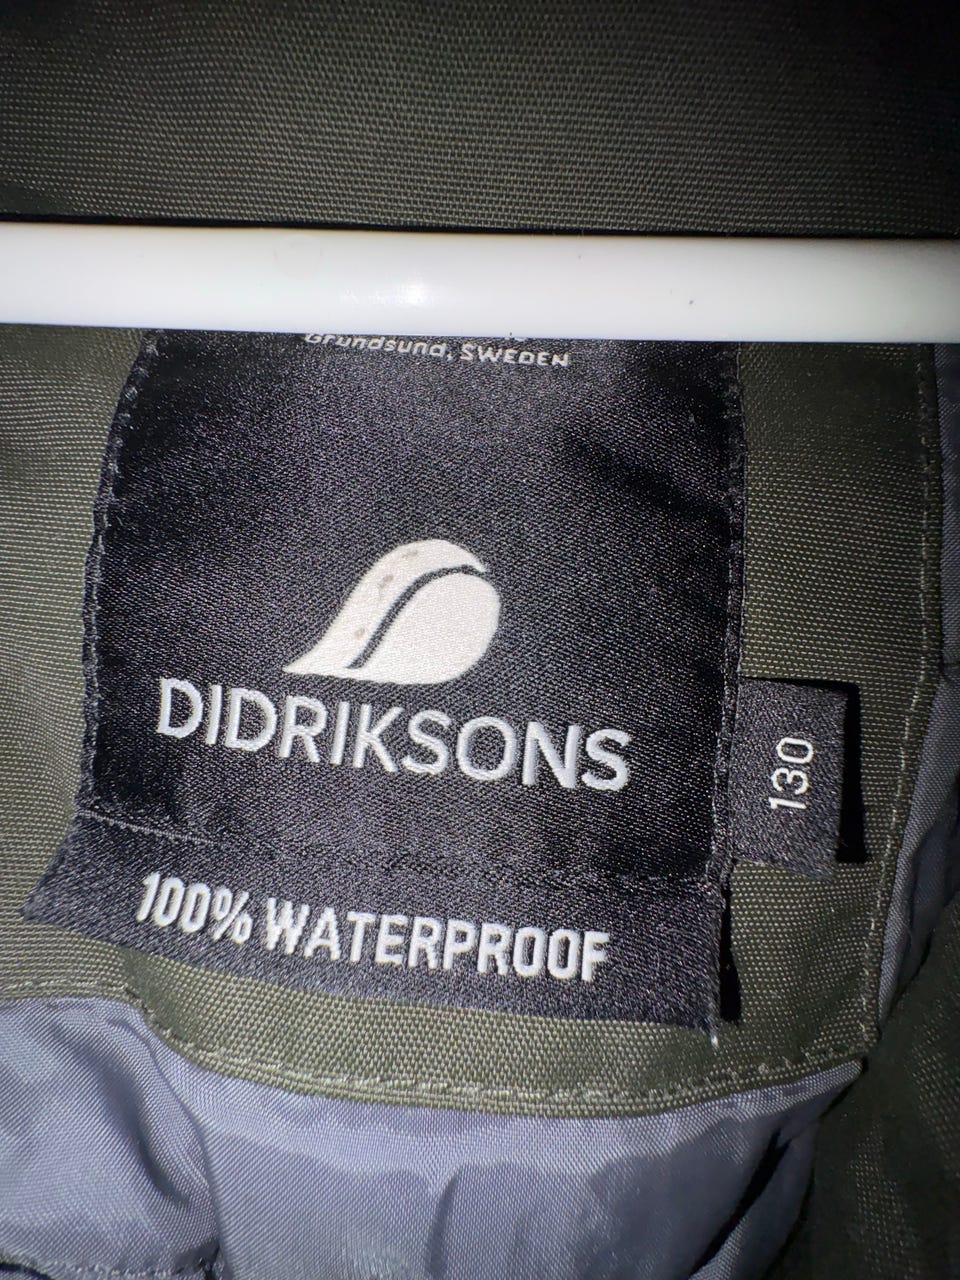 Grundsund, SWEDEN
DIDRIKSONS
130
100% WATERPROOF